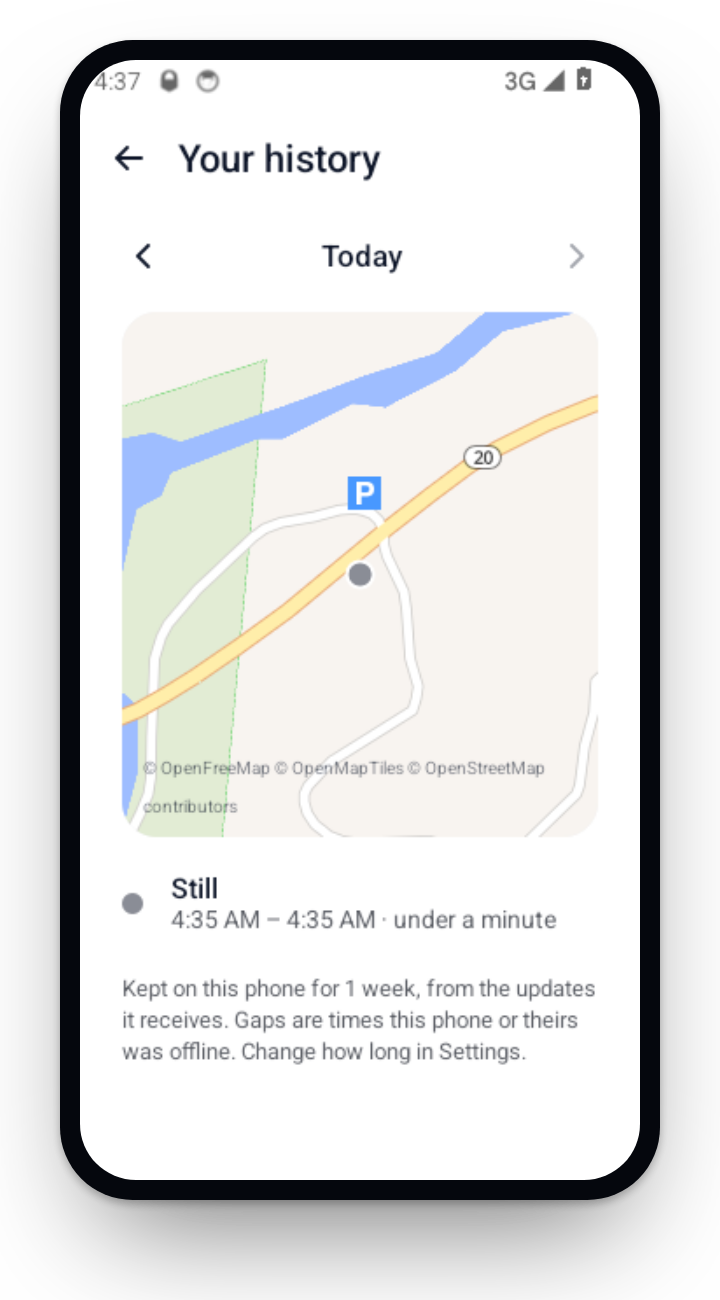 4:37
3G
Your history
Today
20
P
© OpenFreeMap © OpenMapTiles © OpenStreetMap
contributors
Still
4:35 AM – 4:35 AM · under a minute
Kept on this phone for 1 week, from the updates
it receives. Gaps are times this phone or theirs
was offline. Change how long in Settings.